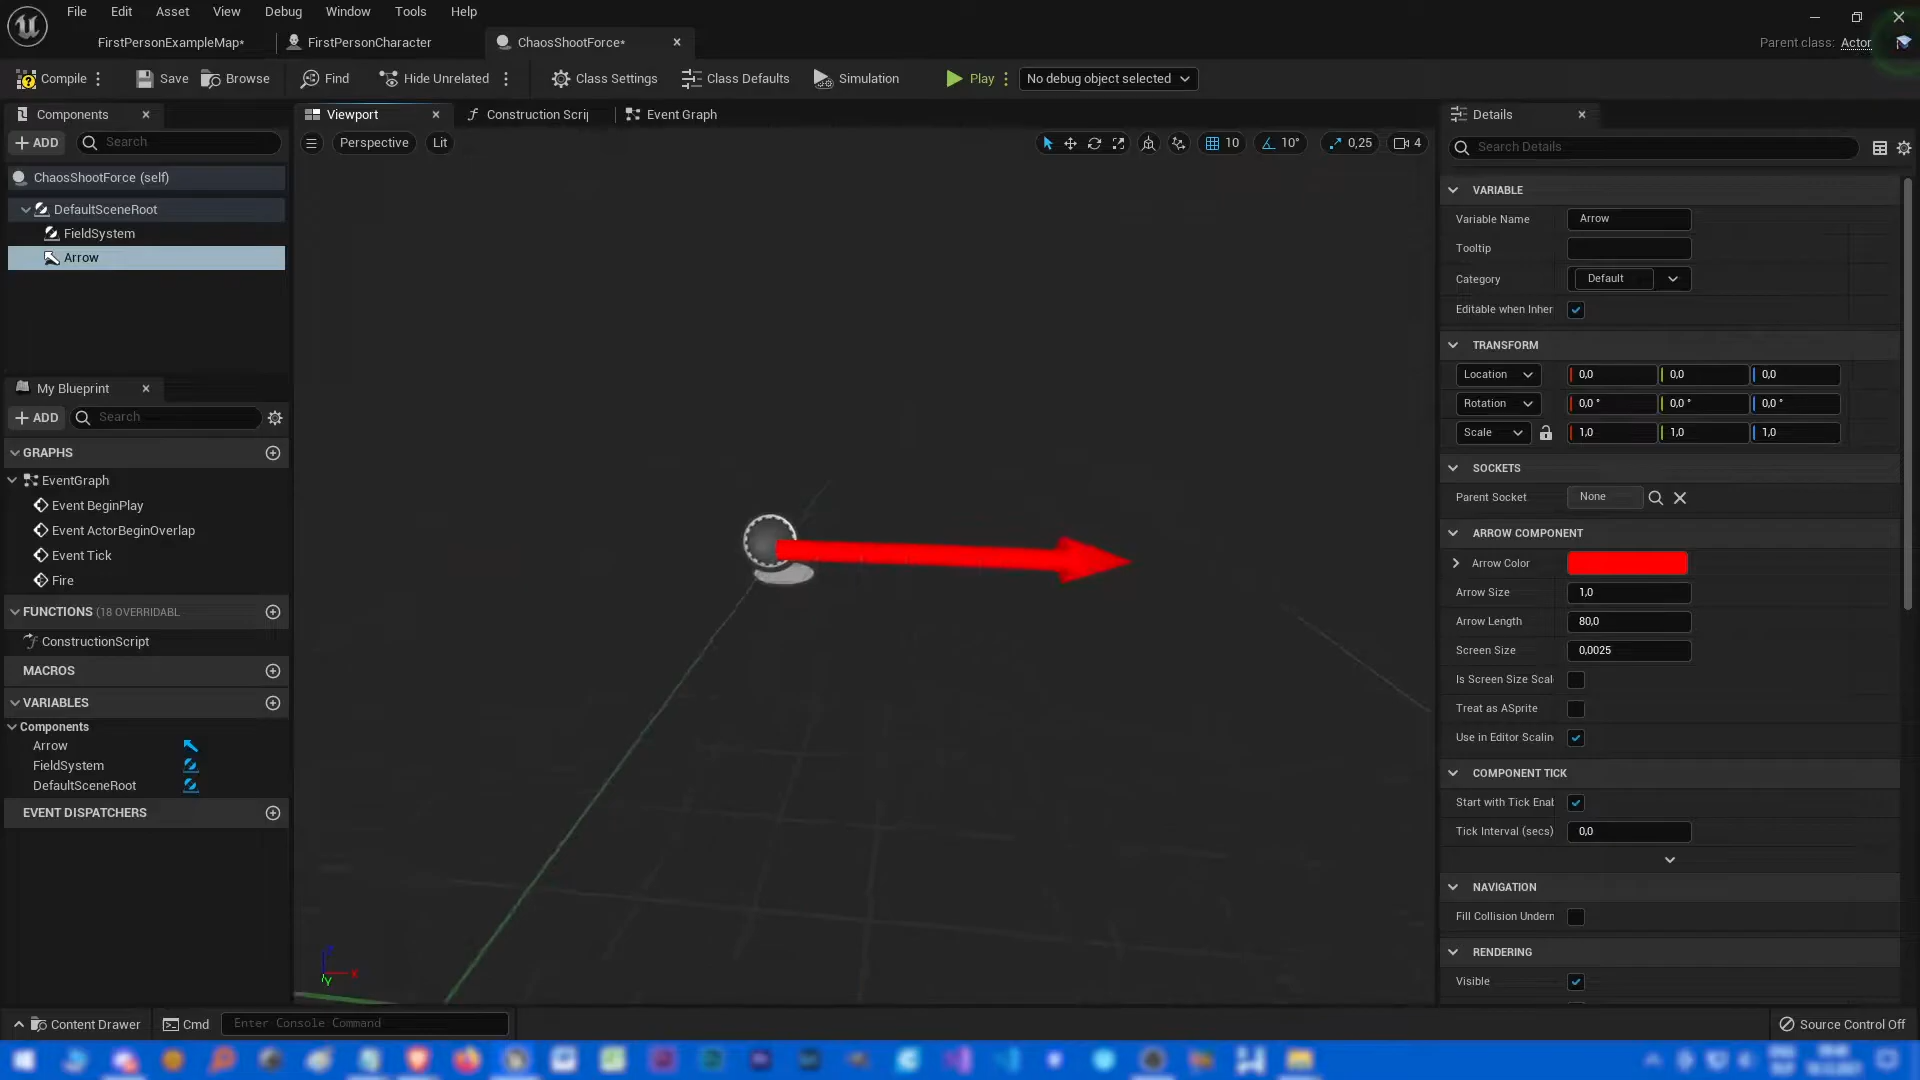 File Edit Asset View Debug Window Tools Help
FirstPersonExampleMap* FirstPersonCharacter ChaosShootForce* Parent class: Actor
Compile Save Browse Find Hide Unrelated Class Settings Class Defaults Simulation Play No debug object selected
Components
ADD Search
ChaosShootForce (self)
DefaultSceneRoot
FieldSystem
Arrow
My Blueprint
ADD Search
GRAPHS
EventGraph
Event BeginPlay
Event ActorBeginOverlap
Event Tick
Fire
FUNCTIONS (18 OVERRIDABL
ConstructionScript
MACROS
VARIABLES
Components
Arrow
FieldSystem
DefaultSceneRoot
EVENT DISPATCHERS
Viewport Construction Scrip Event Graph
Perspective Lit 10 10° 0,25 4
X
Y
Details
Search Details
VARIABLE
Variable Name Arrow
Tooltip
Category Default
Editable when Inher
TRANSFORM
Location 0,0 0,0 0,0
Rotation 0,0 ° 0,0 ° 0,0 °
Scale 1,0 1,0 1,0
SOCKETS
Parent Socket None
ARROW COMPONENT
Arrow Color
Arrow Size 1,0
Arrow Length 80,0
Screen Size 0,0025
Is Screen Size Scal
Treat as ASprite
Use in Editor Scalin
COMPONENT TICK
Start with Tick Enab
Tick Interval (secs) 0,0
NAVIGATION
Fill Collision Undern
RENDERING
Visible
Content Drawer Cmd Enter Console Command Source Control Off